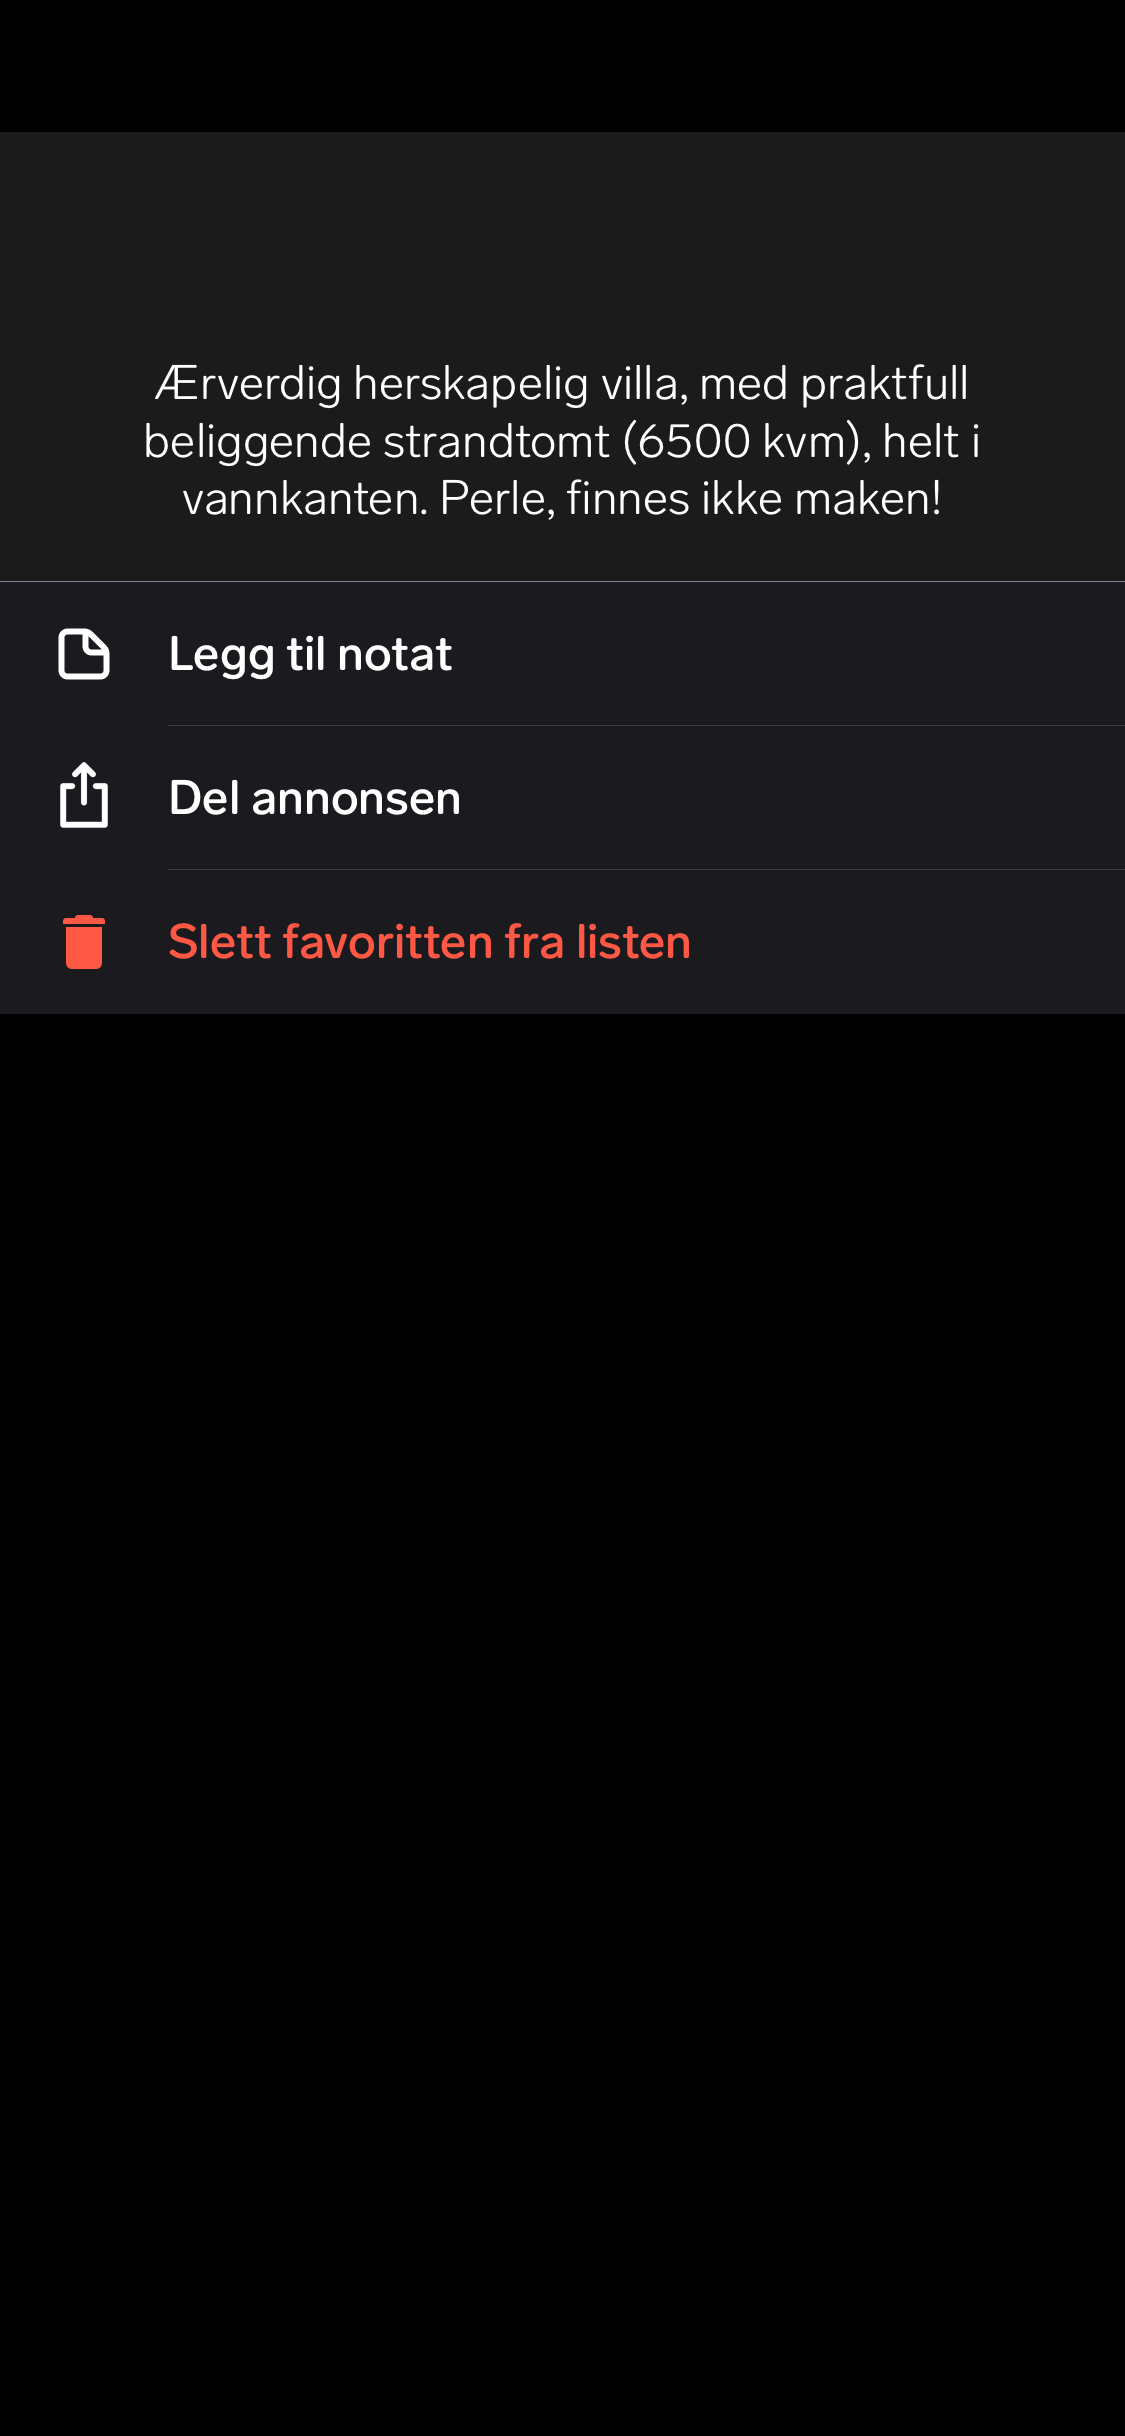 Ærverdig herskapelig villa, med praktfull
beliggende strandtomt (6500 kvm), helt i
vannkanten. Perle, finnes ikke maken!
Legg til notat
Del annonsen
Slett favoritten fra listen